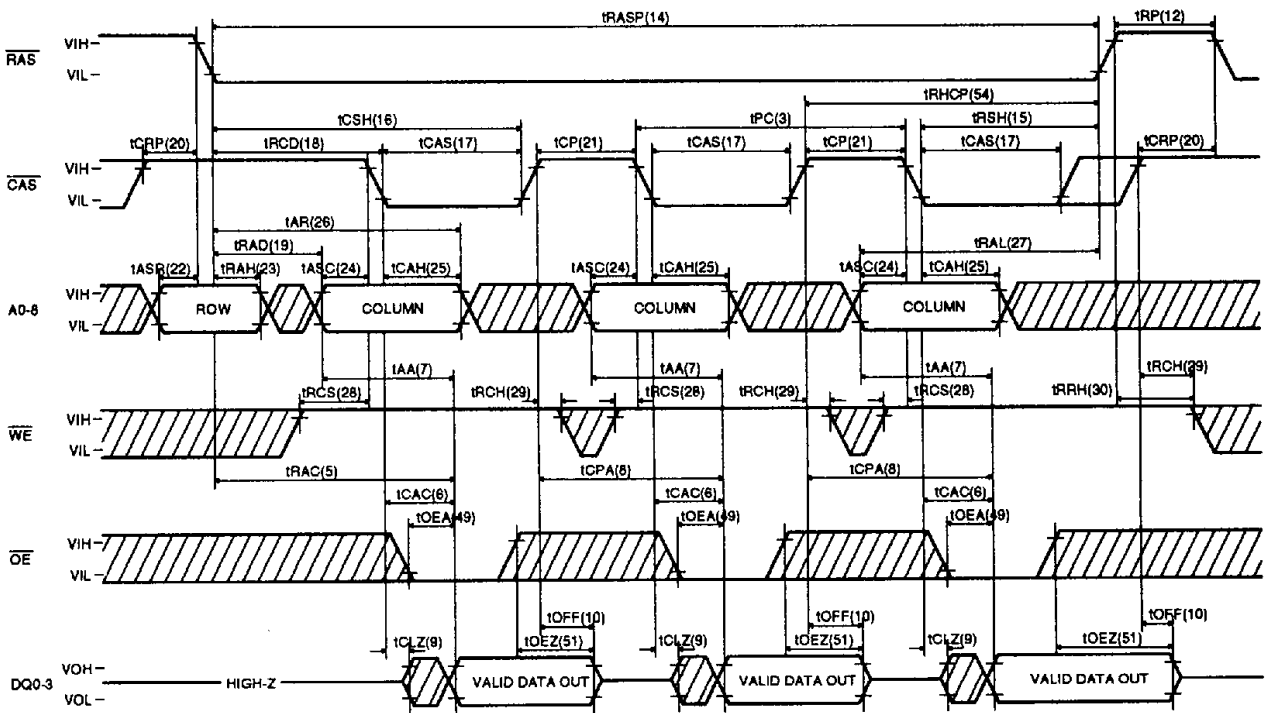 tRASP(14) tRP(12)
RAS VIH VIL
tRHCP(54)
tCSH(16) tPC(3) tRSH(15)
tCRP(20) tRCD(18) tCAS(17) tCP(21) tCAS(17) tCP(21) tCAS(17) tCRP(20)
CAS VIH VIL
tAR(26)
tRAD(19) tRAL(27)
tASR(22) tRAH(23) tASC(24) tCAH(25) tASC(24) tCAH(25) tASC(24) tCAH(25)
A0-8 VIH VIL ROW COLUMN COLUMN COLUMN
tAA(7) tAA(7) tAA(7)
tRCS(28) tRCH(29) tRCS(28) tRCH(29) tRCS(28) tRRH(30) tRCH(29)
WE VIH VIL
tRAC(5) tCPA(8) tCPA(8)
tCAC(6) tCAC(6) tCAC(6)
tOEA(49) tOEA(49) tOEA(49)
OE VIH VIL
tOFF(10) tOFF(10) tOFF(10)
tCLZ(9) tOEZ(51) tCLZ(9) tOEZ(51) tCLZ(9) tOEZ(51)
DQ0-3 VOH VOL HIGH-Z VALID DATA OUT VALID DATA OUT VALID DATA OUT